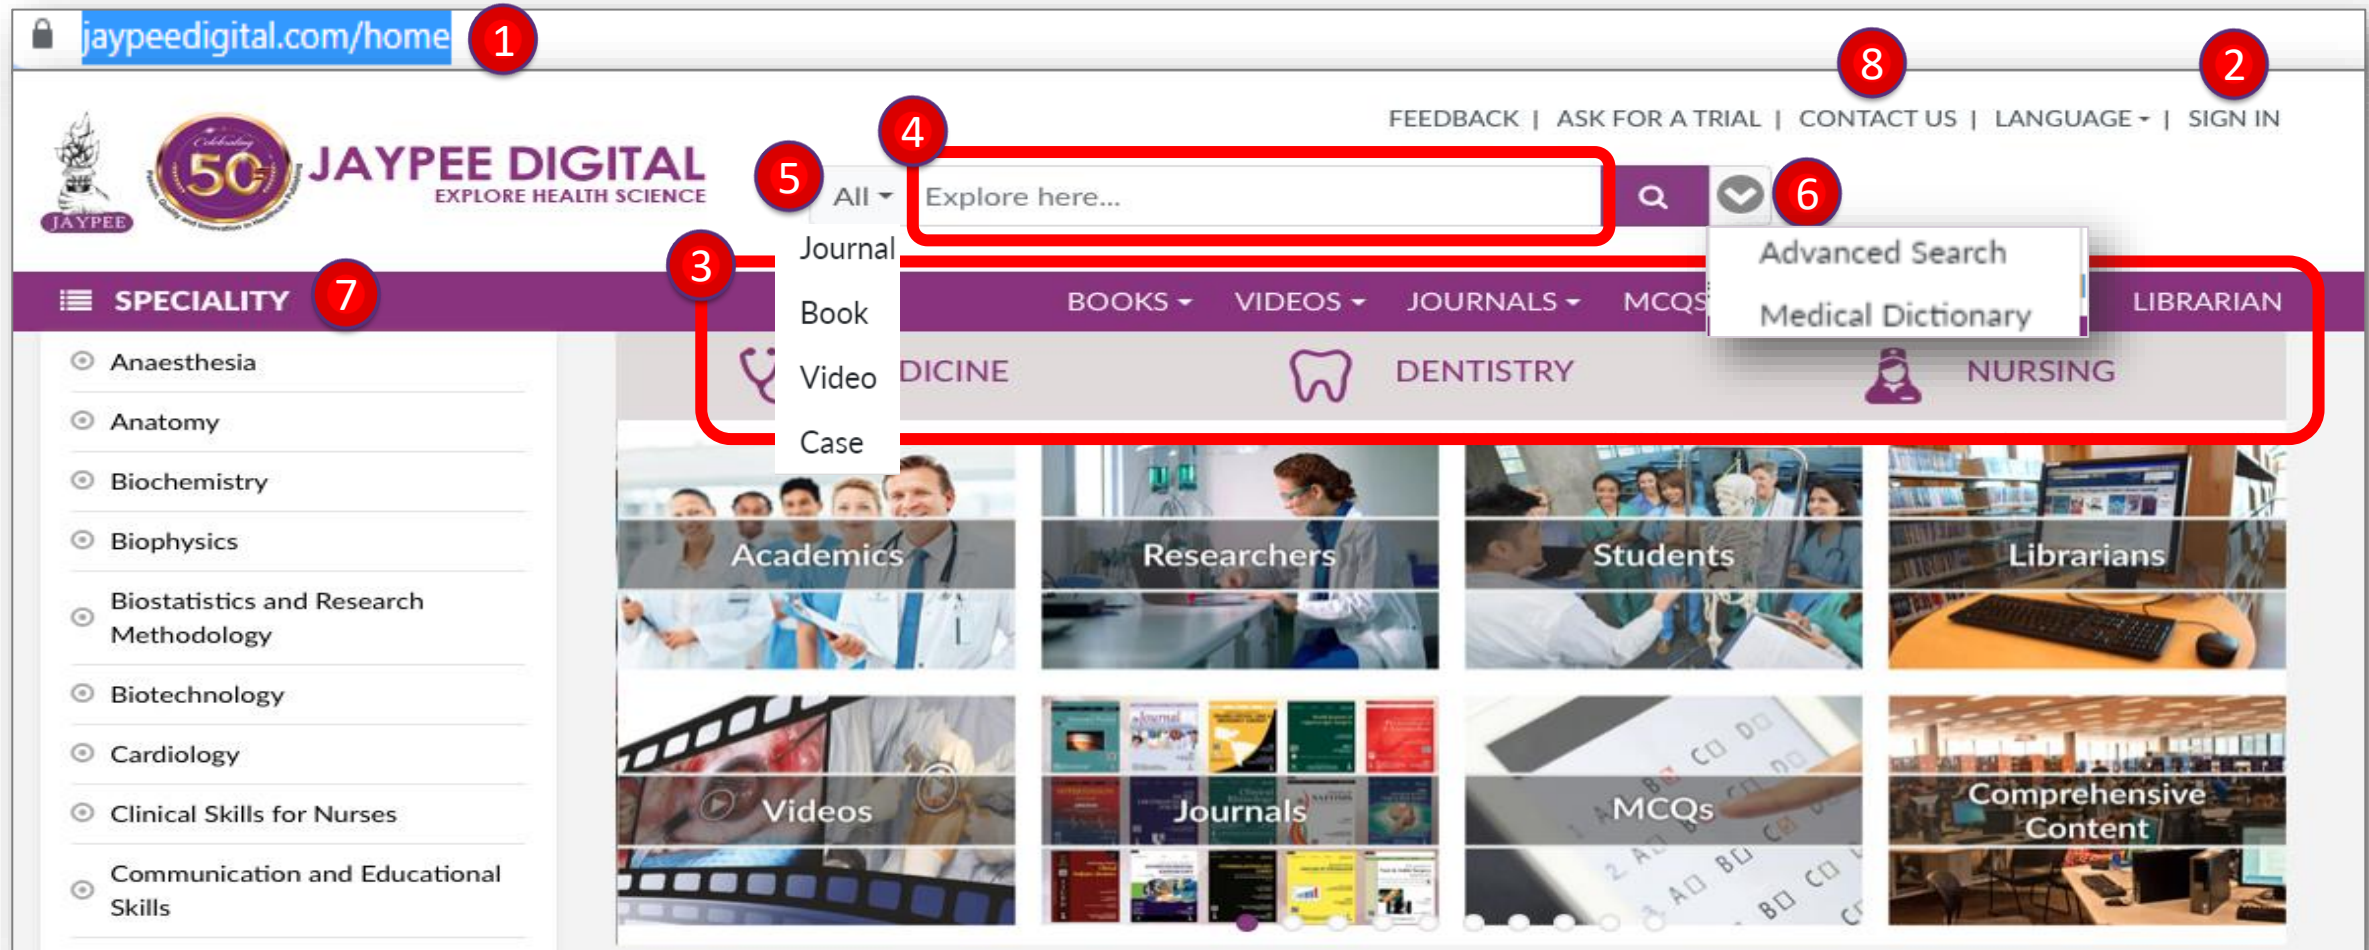 jaypeedigital.com/home
1
8
2
FEEDBACK | ASK FOR A TRIAL | CONTACT US | LANGUAGE | SIGN IN
JAYPEE
Celebrating
50
JAYPEE DIGITAL
EXPLORE HEALTH SCIENCE
4
5
All
Explore here...
6
Journal
Book
Video
Case
Advanced Search
Medical Dictionary
3
SPECIALITY
7
BOOKS VIDEOS JOURNALS MCQS LIBRARIAN
DICINE DENTISTRY NURSING
Anaesthesia
Anatomy
Biochemistry
Biophysics
Biostatistics and Research
Methodology
Biotechnology
Cardiology
Clinical Skills for Nurses
Communication and Educational
Skills
Academics
Researchers
Students
Librarians
Videos
Journals
MCQs
Comprehensive
Content